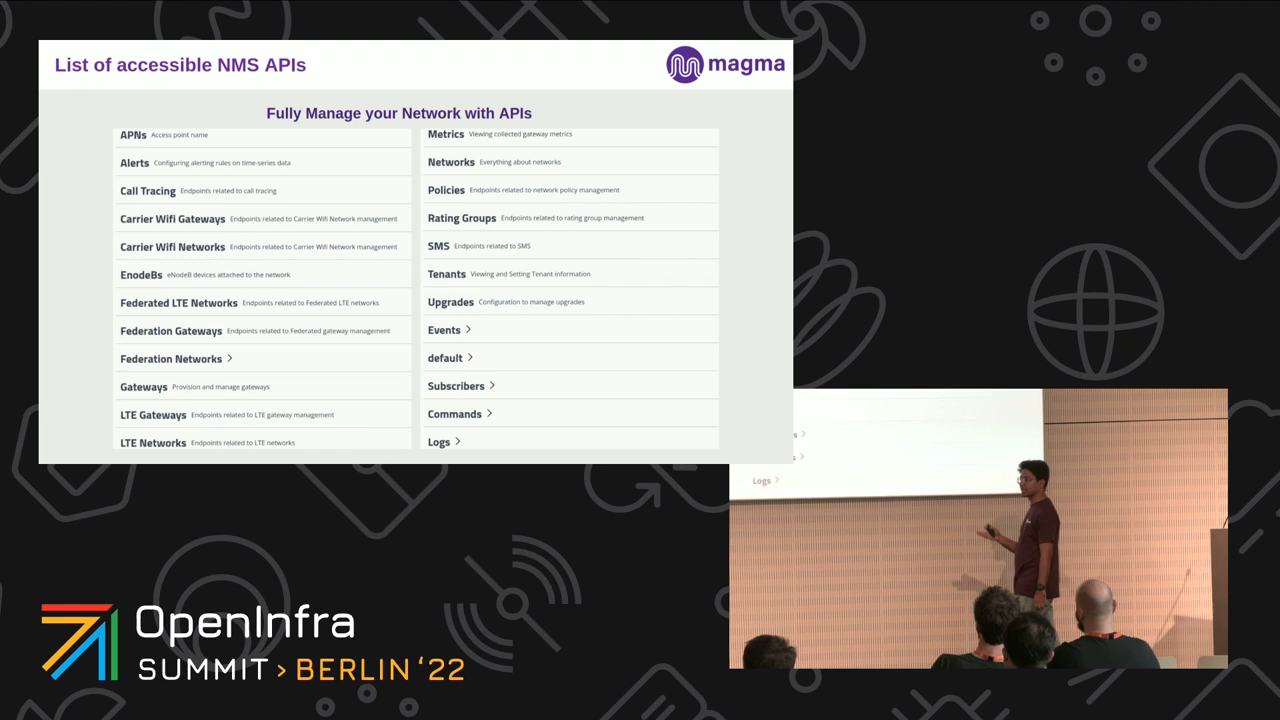 List of accessible NMS APIs
magma
Fully Manage your Network with APIs
APNs Access point name
Alerts Configuring alerting rules on time-series data
Call Tracing Endpoints related to call tracing
Carrier Wifi Gateways Endpoints related to Carrier Wifi Network management
Carrier Wifi Networks Endpoints related to Carrier Wifi Network management
EnodeBs eNodeB devices attached to the network
Federated LTE Networks Endpoints related to Federated LTE networks
Federation Gateways Endpoints related to Federated gateway management
Federation Networks >
Gateways Provision and manage gateways
LTE Gateways Endpoints related to LTE gateway management
LTE Networks Endpoints related to LTE networks
Metrics Viewing collected gateway metrics
Networks Everything about networks
Policies Endpoints related to network policy management
Rating Groups Endpoints related to rating group management
SMS Endpoints related to SMS
Tenants Viewing and Setting Tenant information
Upgrades Configuration to manage upgrades
Events >
default >
Subscribers >
Commands >
Logs >
s >
s >
Logs >
OpenInfra
SUMMIT > BERLIN ‘22